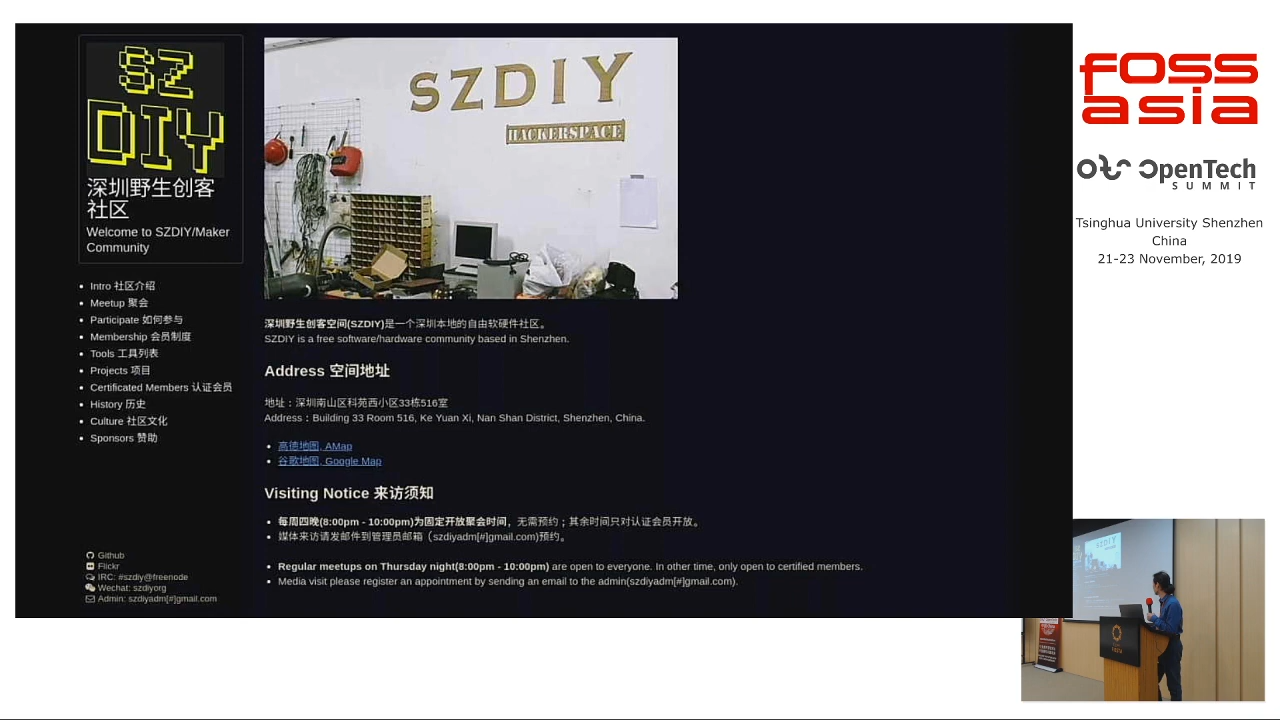 SZ
DIY
深圳野生创客
社区
Welcome to SZDIY/Maker
Community
Intro 社区介绍
Meetup 聚会
Participate 如何参与
Membership 会员制度
Tools 工具列表
Projects 项目
Certificated Members 认证会员
History 历史
Culture 社区文化
Sponsors 赞助
Github
Flickr
IRC: #szdiy@freenode
Wechat: szdiyorg
Admin: szdiyadm[#]gmail.com
SZDIY
HACKERSPACE
深圳野生创客空间(SZDIY)是一个深圳本地的自由软硬件社区。
SZDIY is a free software/hardware community based in Shenzhen.
Address 空间地址
地址：深圳南山区科苑西小区33栋516室
Address：Building 33 Room 516, Ke Yuan Xi, Nan Shan District, Shenzhen, China.
高德地图, AMap
谷歌地图, Google Map
Visiting Notice 来访须知
每周四晚(8:00pm - 10:00pm)为固定开放聚会时间，无需预约；其余时间只对认证会员开放。
媒体来访请发邮件到管理员邮箱（szdiyadm[#]gmail.com)预约。
Regular meetups on Thursday night(8:00pm - 10:00pm) are open to everyone. In other time, only open to certified members.
Media visit please register an appointment by sending an email to the admin(szdiyadm[#]gmail.com).
FOSS
asia
OpenTech
SUMMIT
Tsinghua University Shenzhen
China
21-23 November, 2019